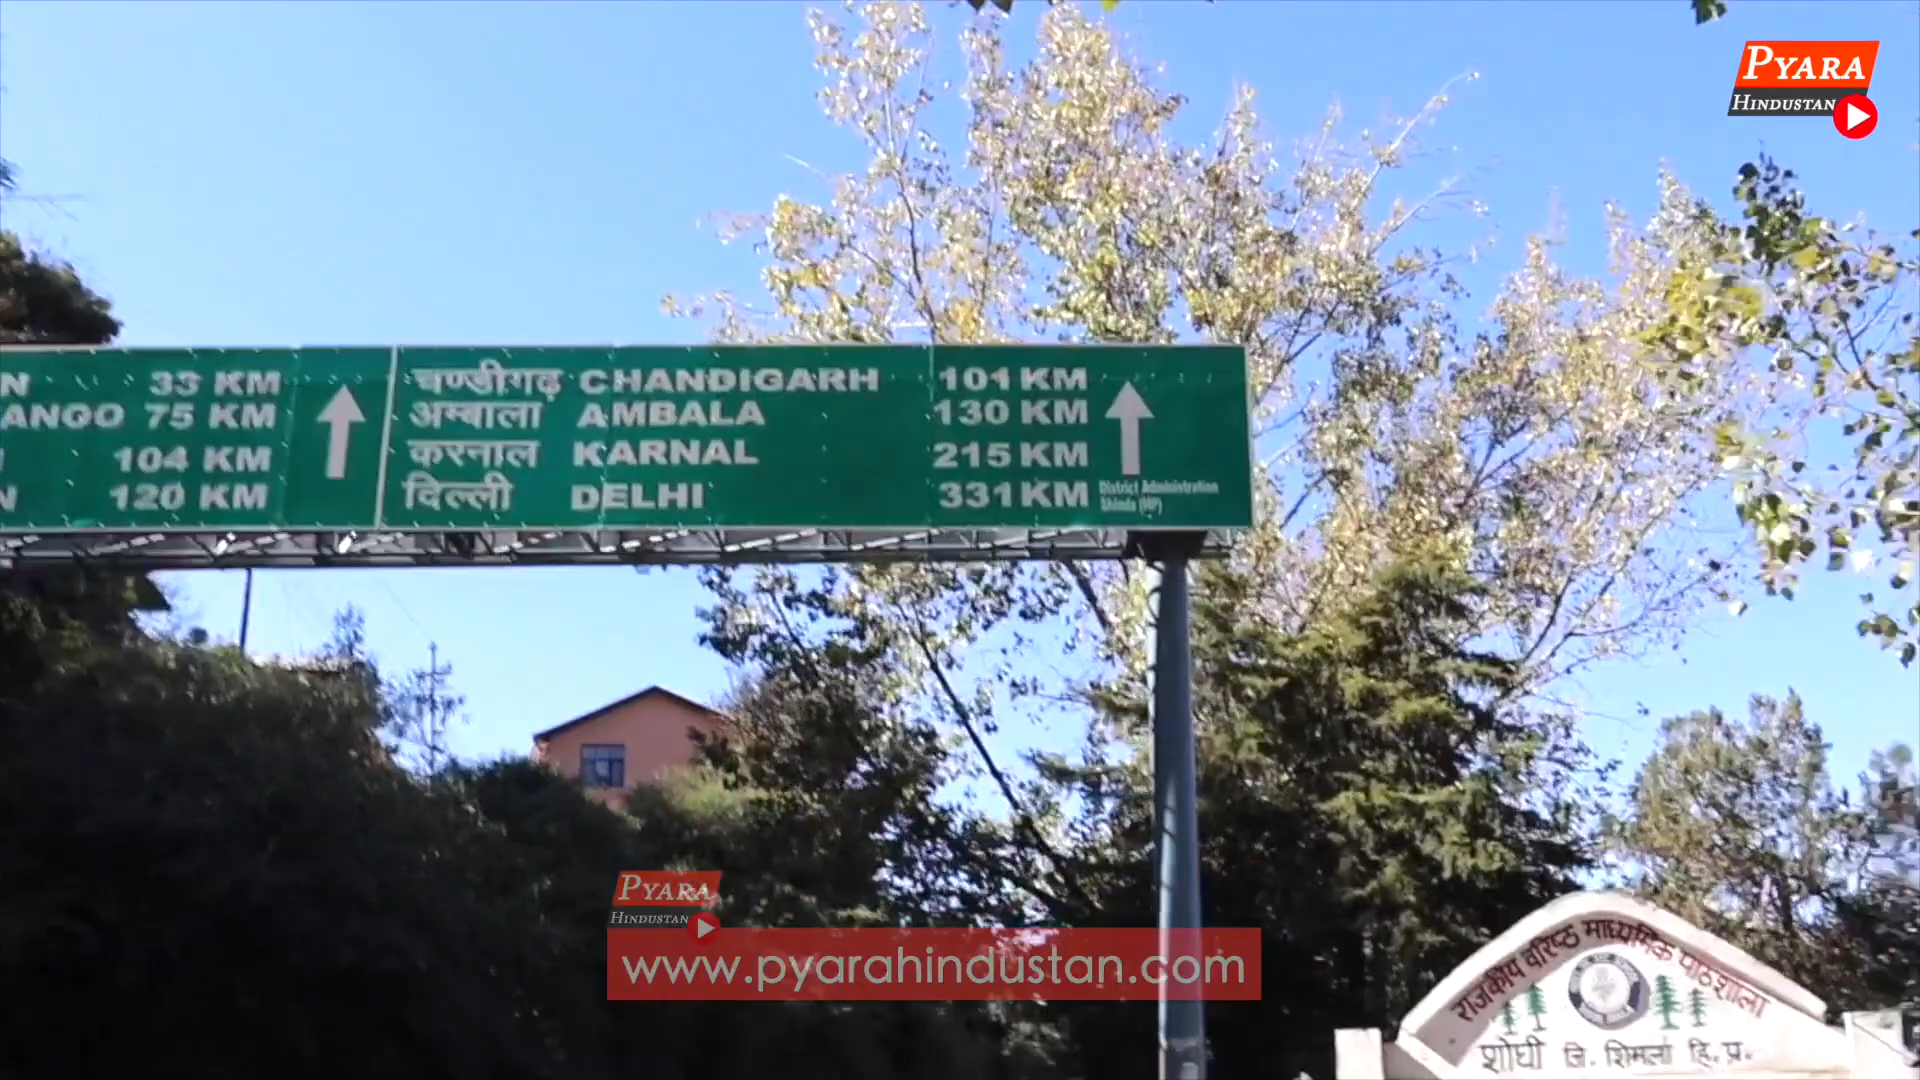 PYARA
HINDUSTAN
33 KM
75 KM
104 KM
120 KM
चण्डीगढ़ CHANDIGARH 101 KM
अम्बाला AMBALA 130 KM
करनाल KARNAL 215 KM
दिल्ली DELHI 331 KM
District Administration
Shimla (HP)
PYARA
HINDUSTAN
www.pyarahindustan.com
राजकीय वरिष्ठ माध्यमिक पाठशाला
शोघी जि. शिमला हि. प्र.